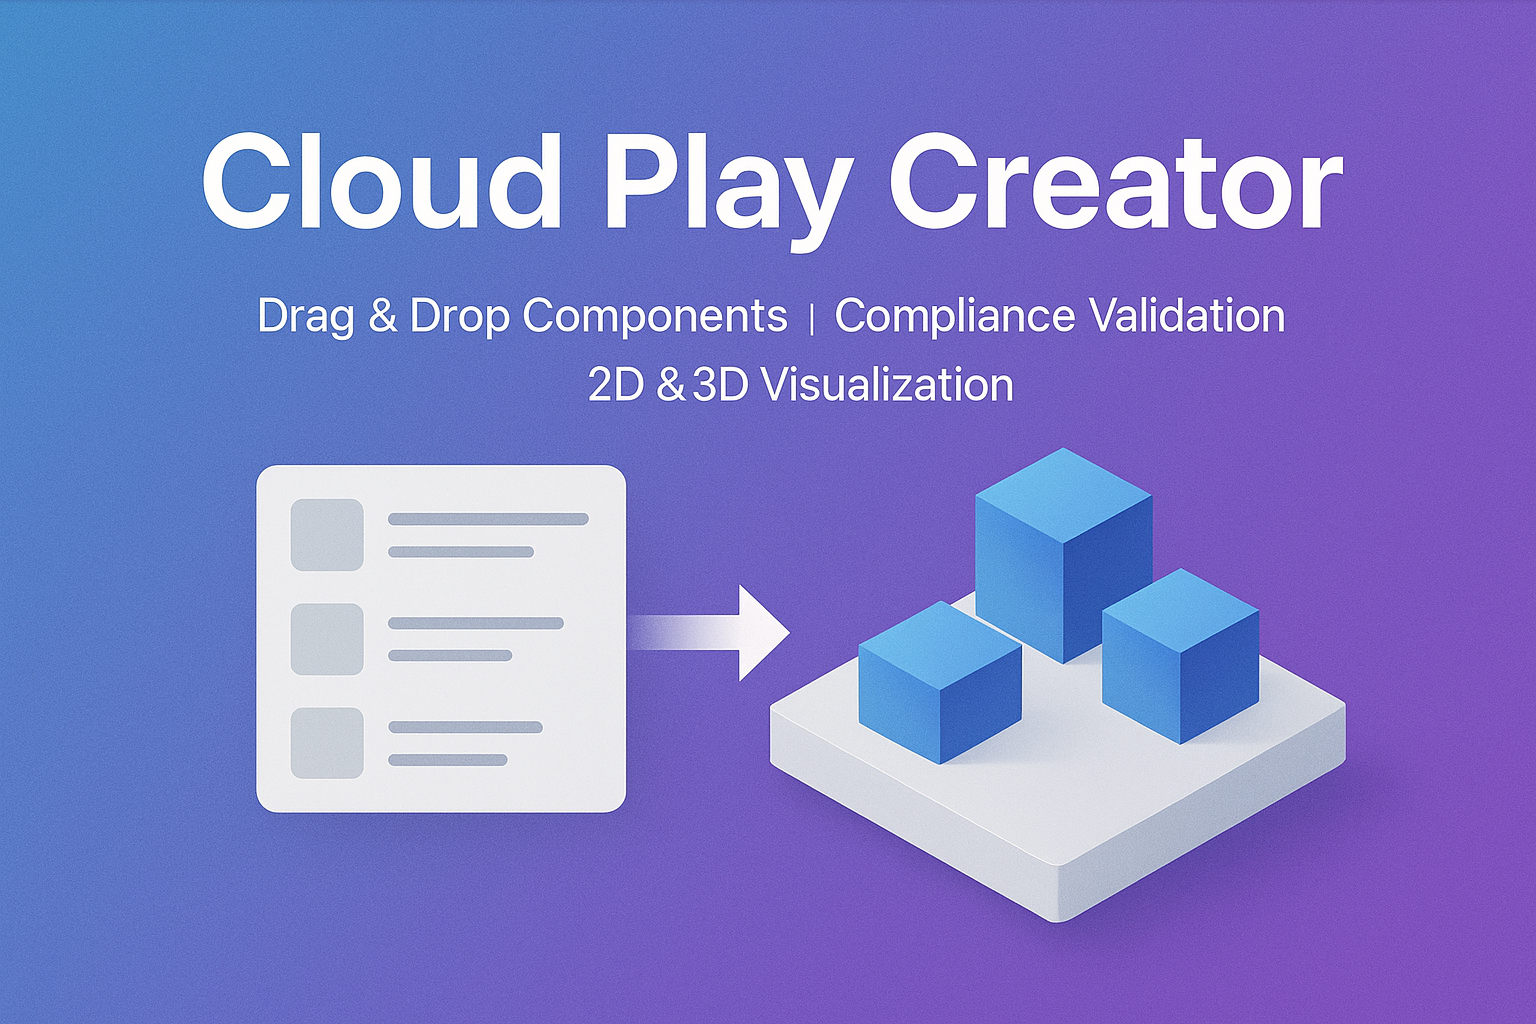 Cloud Play Creator
Drag & Drop Components | Compliance Validation
2D & 3D Visualization